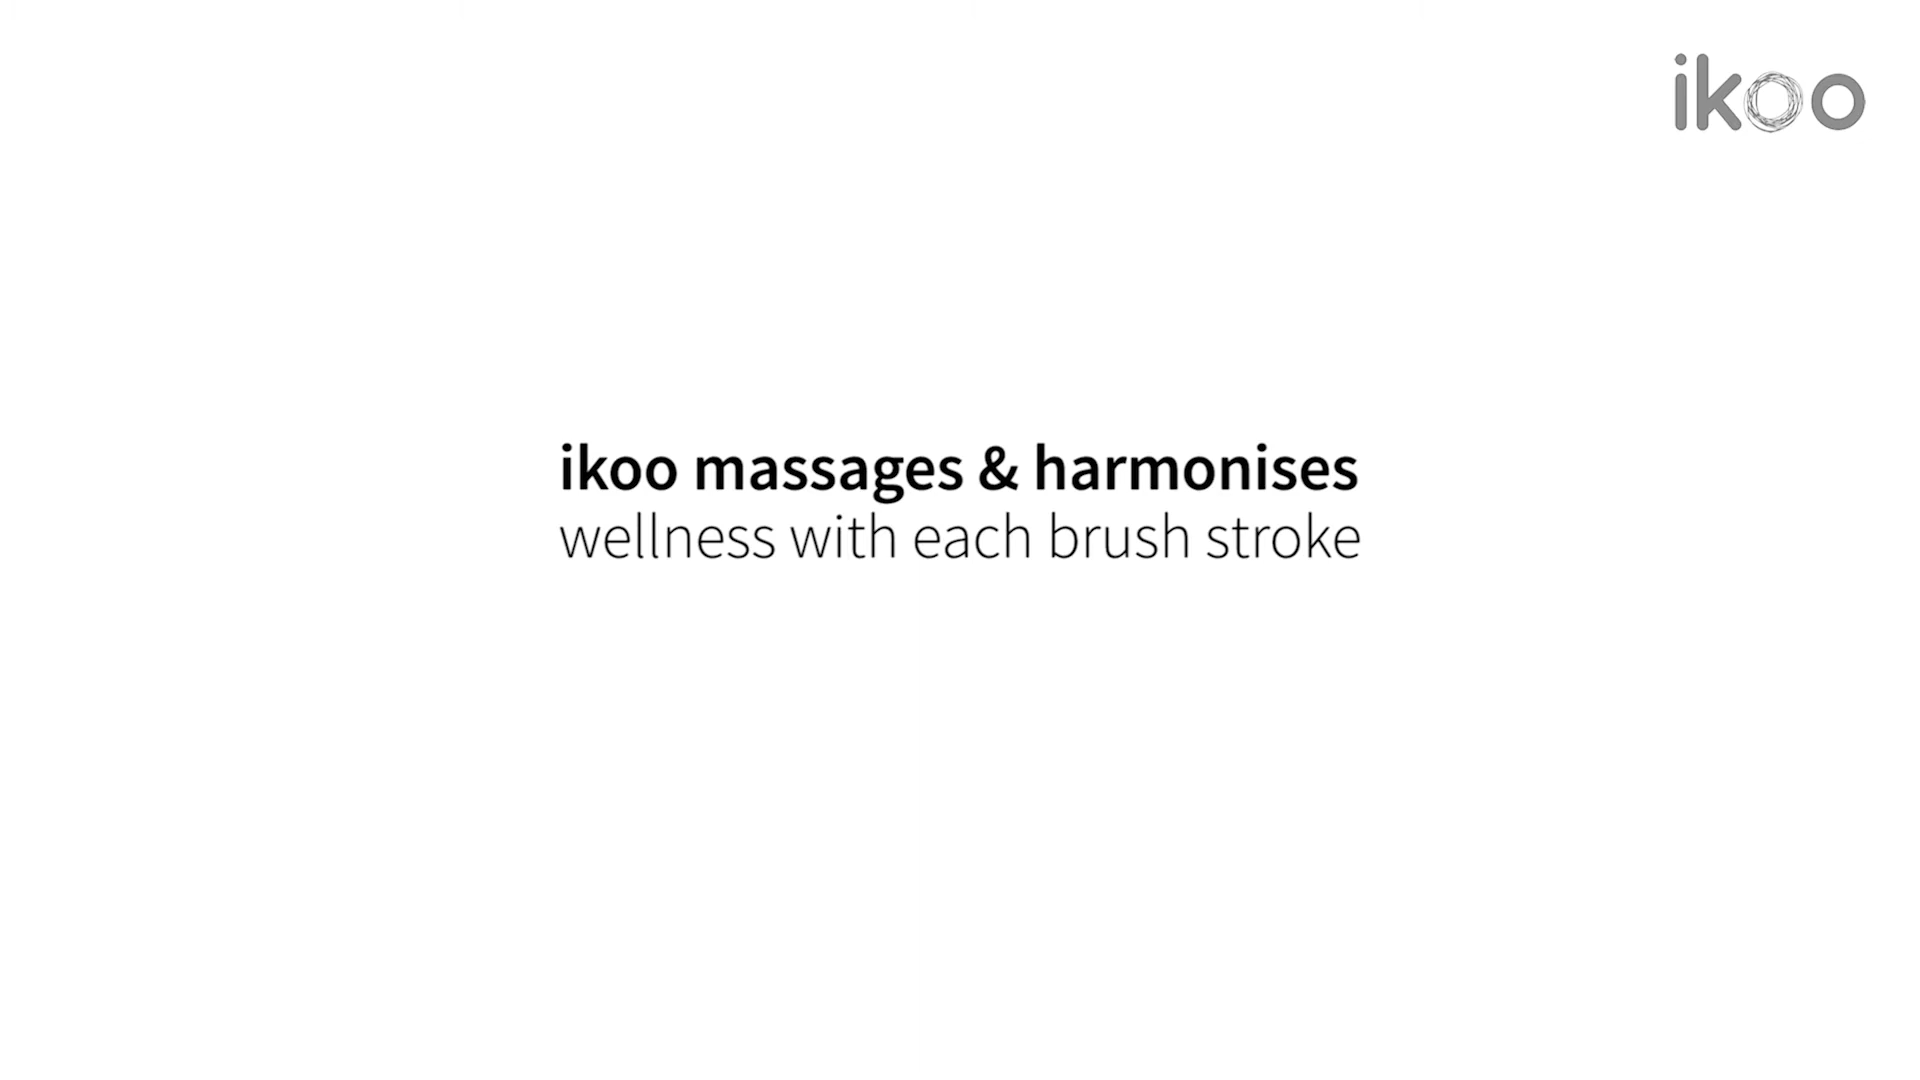 ikoo
ikoo massages & harmonises
wellness with each brush stroke